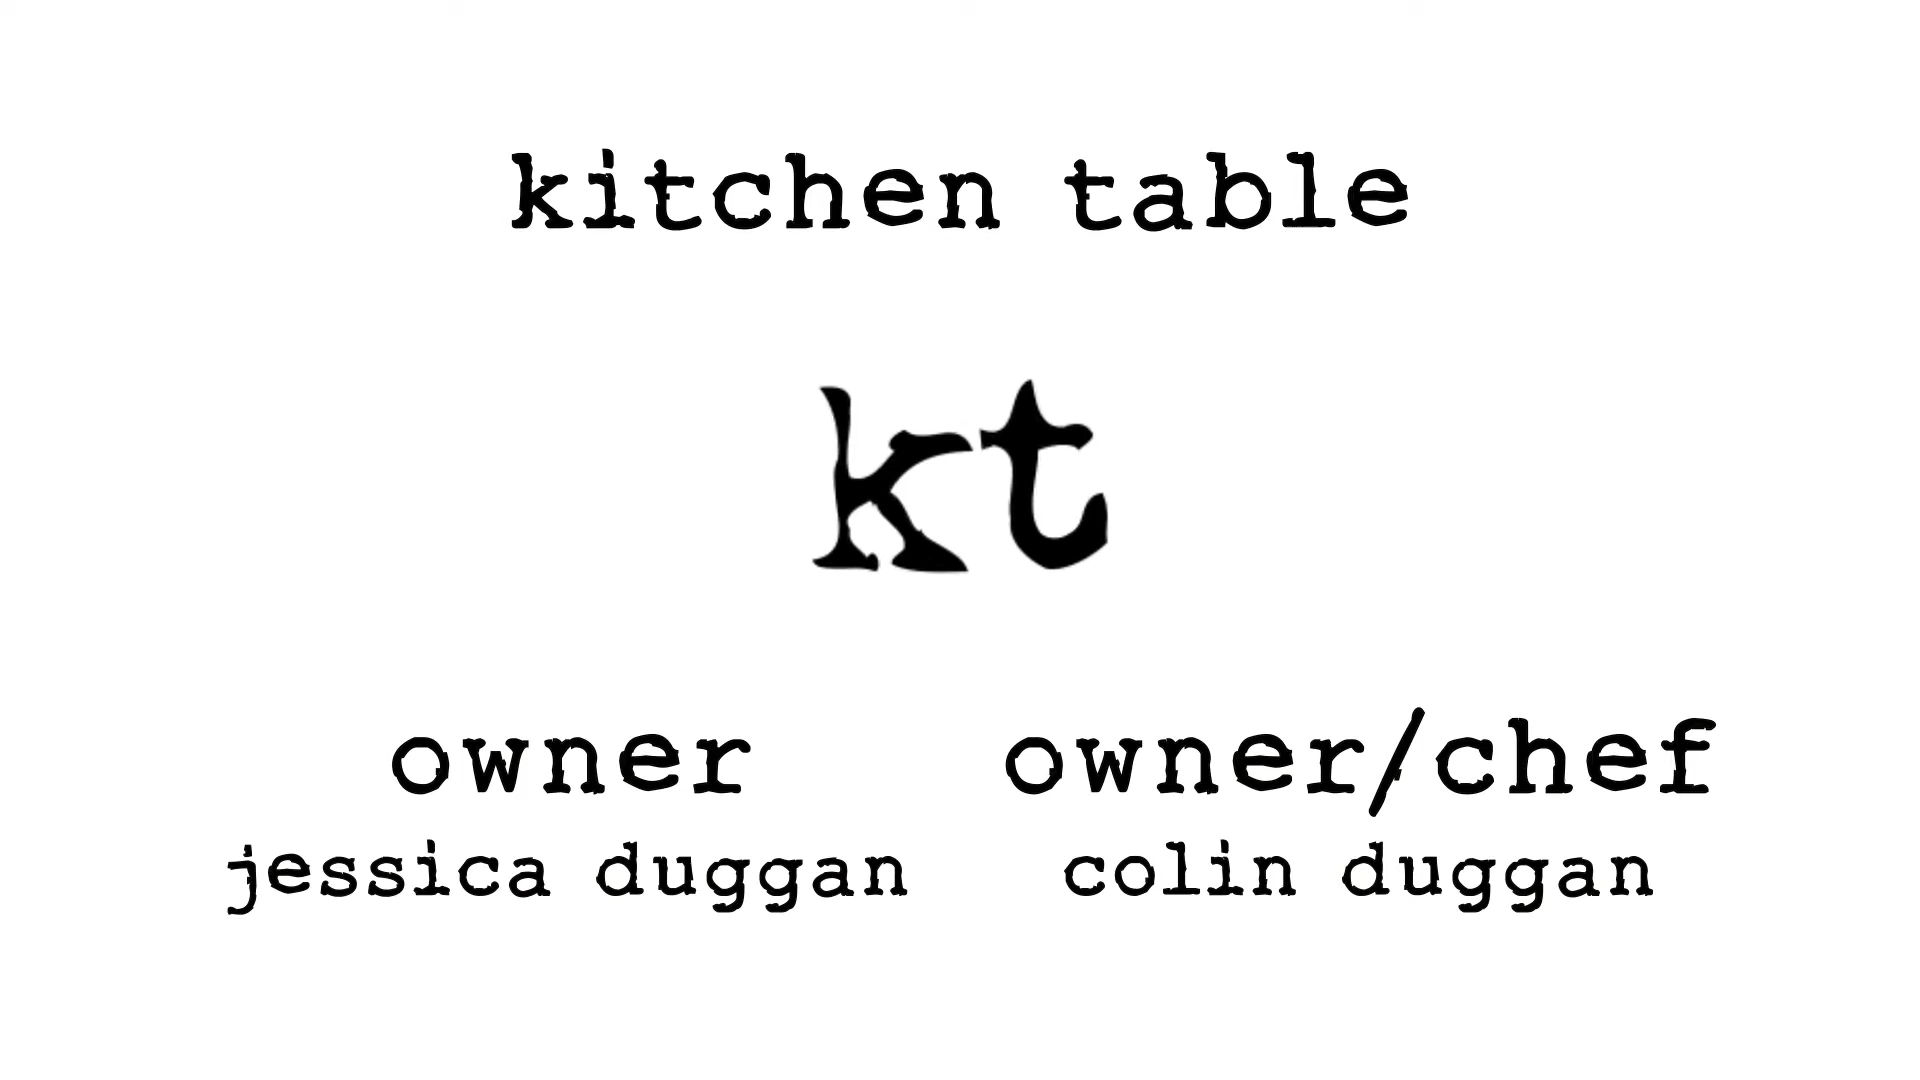 kitchen table
kt
owner
jessica duggan
owner/chef
colin duggan